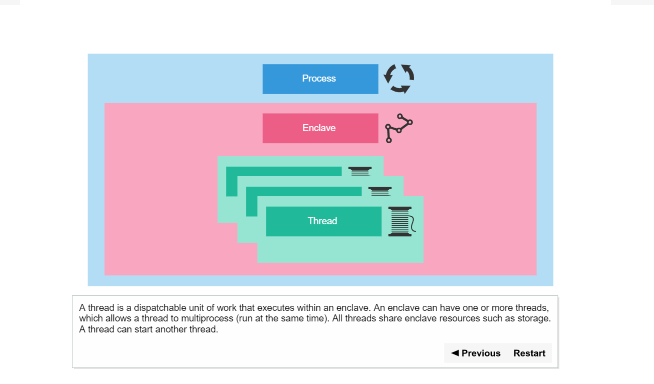 Process
Enclave
Thread
A thread is a dispatchable unit of work that executes within an enclave. An enclave can have one or more threads,
which allows a thread to multiprocess (run at the same time). All threads share enclave resources such as storage.
A thread can start another thread.
◄ Previous Restart